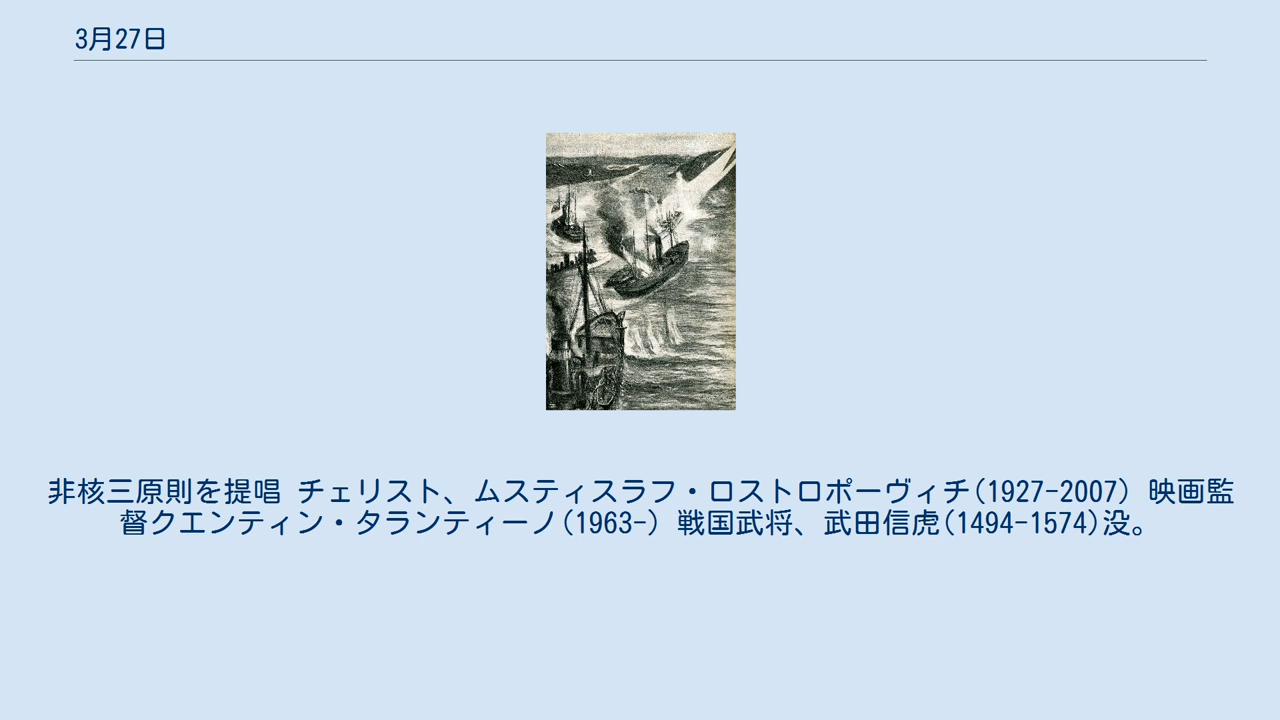 3月27日
非核三原則を提唱 チェリスト、ムスティスラフ・ロストロポーヴィチ(1927-2007) 映画監
督クエンティン・タランティーノ(1963-) 戦国武将、武田信虎(1494-1574)没。